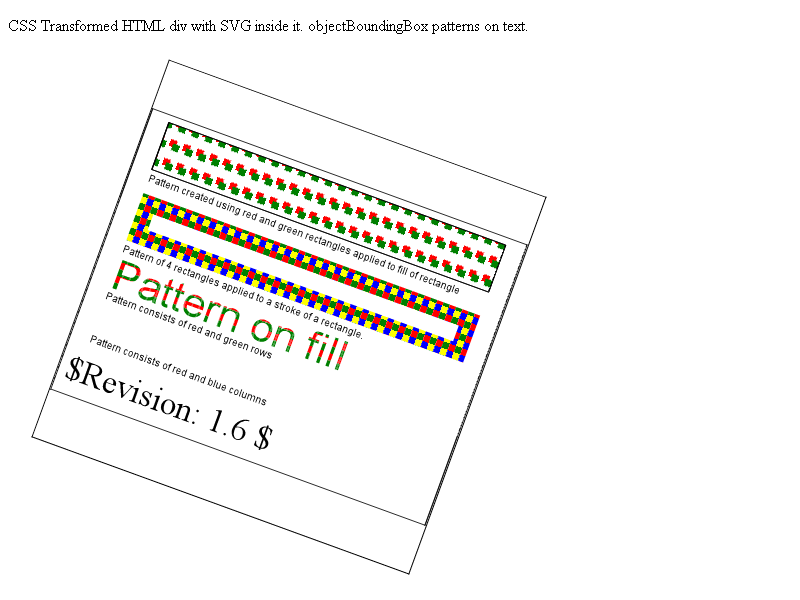 CSS Transformed HTML div with SVG inside it. objectBoundingBox patterns on text.
Pattern created using red and green rectangles applied to fill of rectangle
Pattern of 4 rectangles applied to a stroke of a rectangle.
Pattern on fill
Pattern consists of red and green rows
Pattern consists of red and blue columns
$Revision: 1.6 $